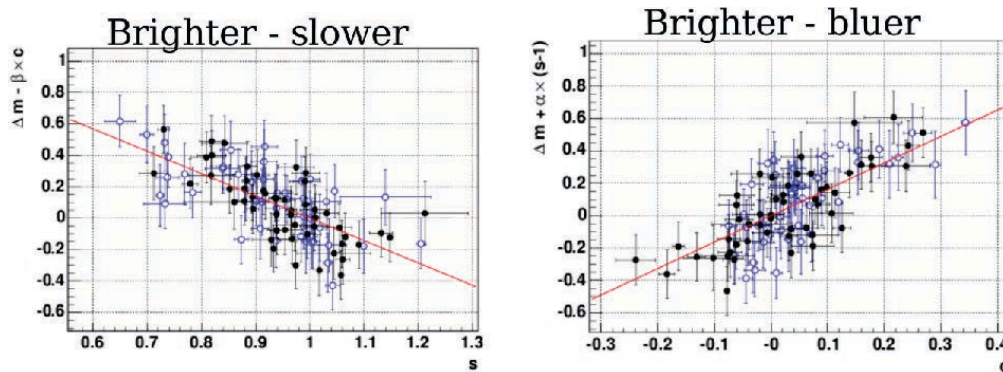 Brighter - slower
Δ m - β × c
1
0.8
0.6
0.4
0.2
0
-0.2
-0.4
-0.6
0.6 0.7 0.8 0.9 1 1.1 1.2 1.3
s
Brighter - bluer
Δ m + α × (s-1)
1
0.8
0.6
0.4
0.2
0
-0.2
-0.4
-0.6
-0.3 -0.2 -0.1 -0 0.1 0.2 0.3 0.4